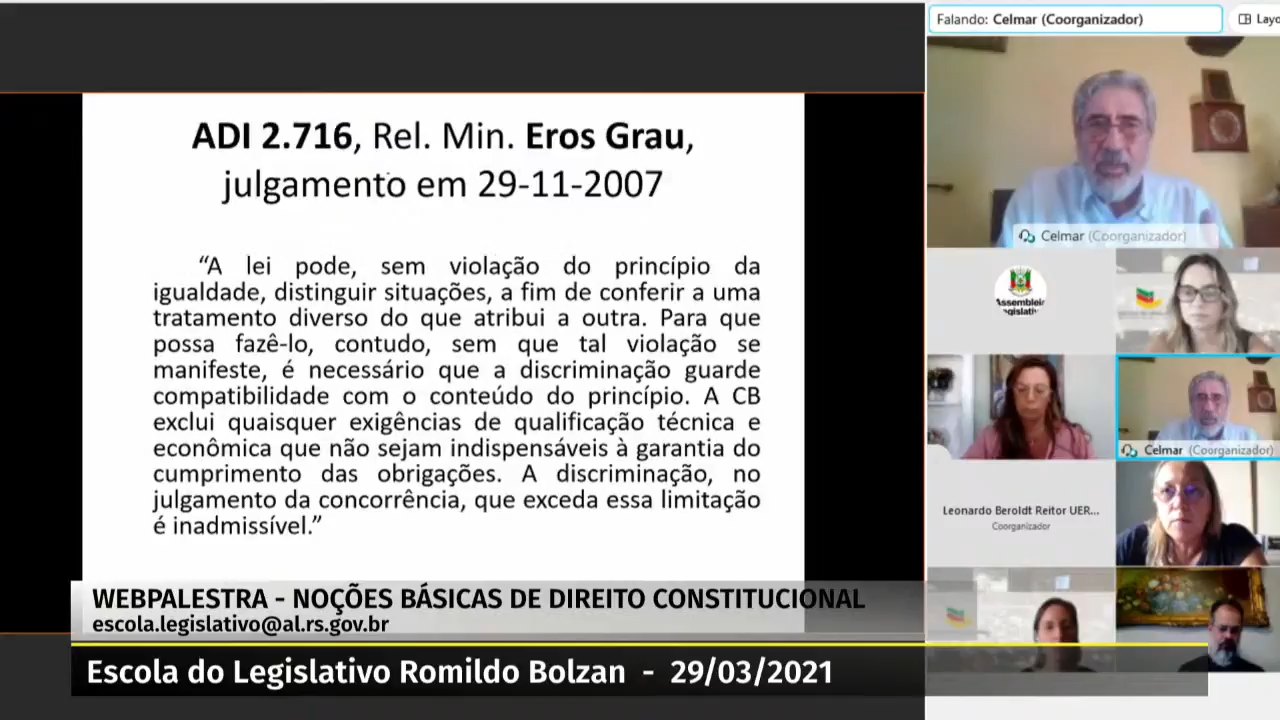 Falando: Celmar (Coorganizador)
ADI 2.716, Rel. Min. Eros Grau,
julgamento em 29-11-2007
“A lei pode, sem violação do princípio da
igualdade, distinguir situações, a fim de conferir a uma
tratamento diverso do que atribui a outra. Para que
possa fazê-lo, contudo, sem que tal violação se
manifeste, é necessário que a discriminação guarde
compatibilidade com o conteúdo do princípio. A CB
exclui quaisquer exigências de qualificação técnica e
econômica que não sejam indispensáveis à garantia do
cumprimento das obrigações. A discriminação, no
julgamento da concorrência, que exceda essa limitação
é inadmissível.”
Celmar (Coorganizador)
Celmar (Coorganizador)
Leonardo Beroldt Reitor UER...
Coorganizador
WEBPALESTRA - NOÇÕES BÁSICAS DE DIREITO CONSTITUCIONAL
escola.legislativo@al.rs.gov.br
Escola do Legislativo Romildo Bolzan - 29/03/2021